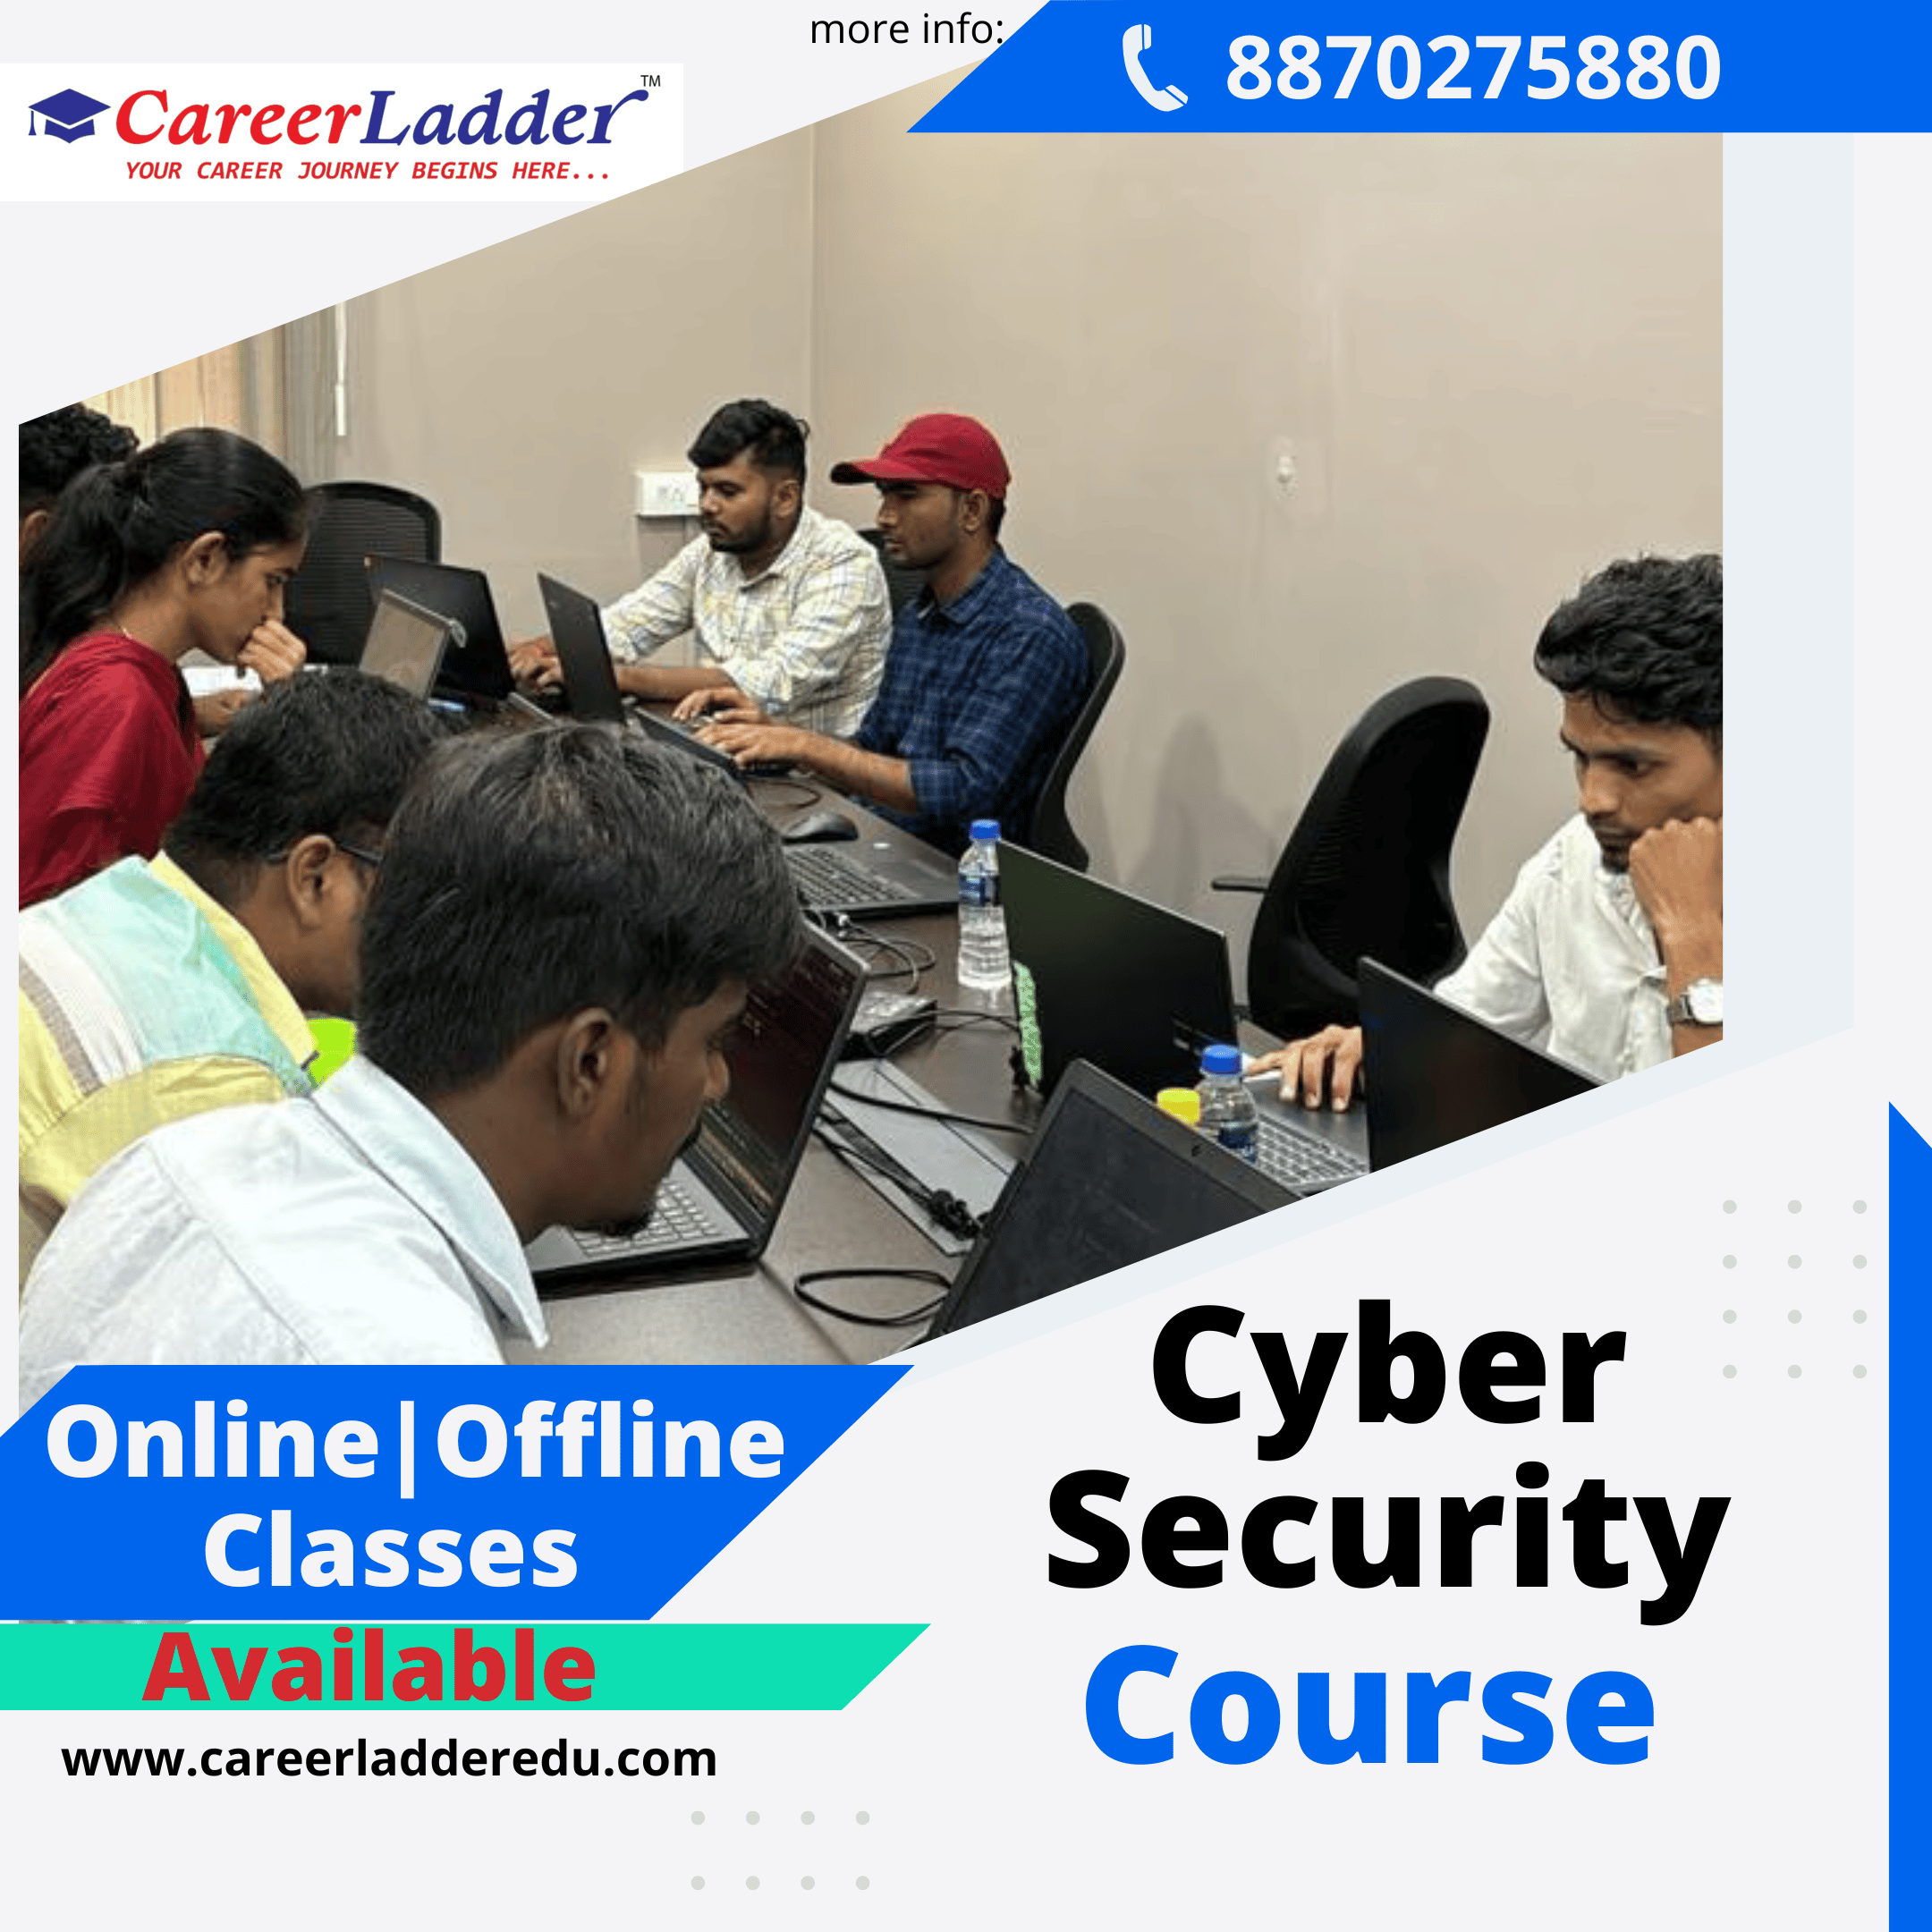 more info:
8870275880
CareerLadder™
YOUR CAREER JOURNEY BEGINS HERE...
Online|Offline
Classes
Available
www.careerladderedu.com
Cyber
Security
Course